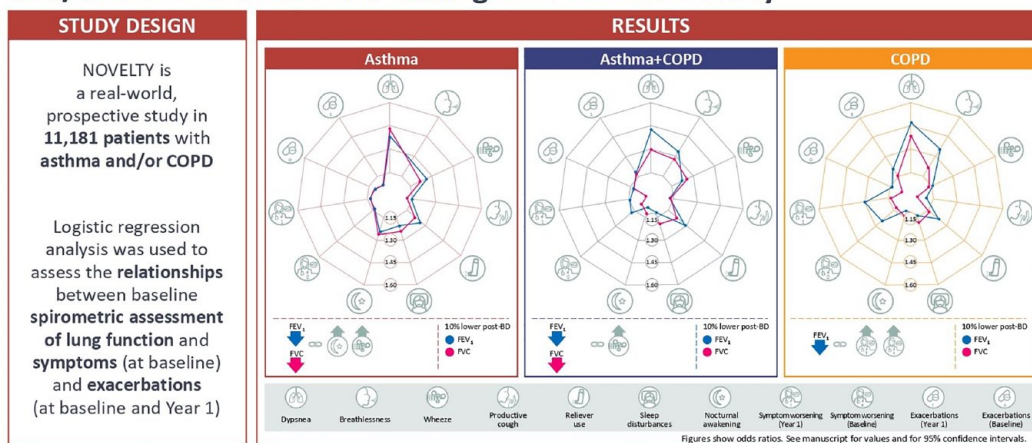 STUDY DESIGN
NOVELTY is
a real-world,
prospective study in
11,181 patients with
asthma and/or COPD
Logistic regression
analysis was used to
assess the relationships
between baseline
spirometric assessment
of lung function and
symptoms (at baseline)
and exacerbations
(at baseline and Year 1)
RESULTS
Asthma
1.15
1.30
1.45
1.60
FEV1
FVC
10% lower post-BD
FEV1
FVC
Asthma+COPD
1.15
1.30
1.45
1.60
FEV1
FVC
10% lower post-BD
FEV1
FVC
COPD
1.15
1.30
1.45
1.60
FEV1
10% lower post-BD
FEV1
FVC
Dyspnea
Breathlessness
Wheeze
Productive
cough
Reliever
use
Sleep
disturbances
Nocturnal
awakening
Symptom worsening
(Year 1)
Symptom worsening
(Baseline)
Exacerbations
(Year 1)
Exacerbations
(Baseline)
Figures show odds ratios. See manuscript for values and for 95% confidence intervals.